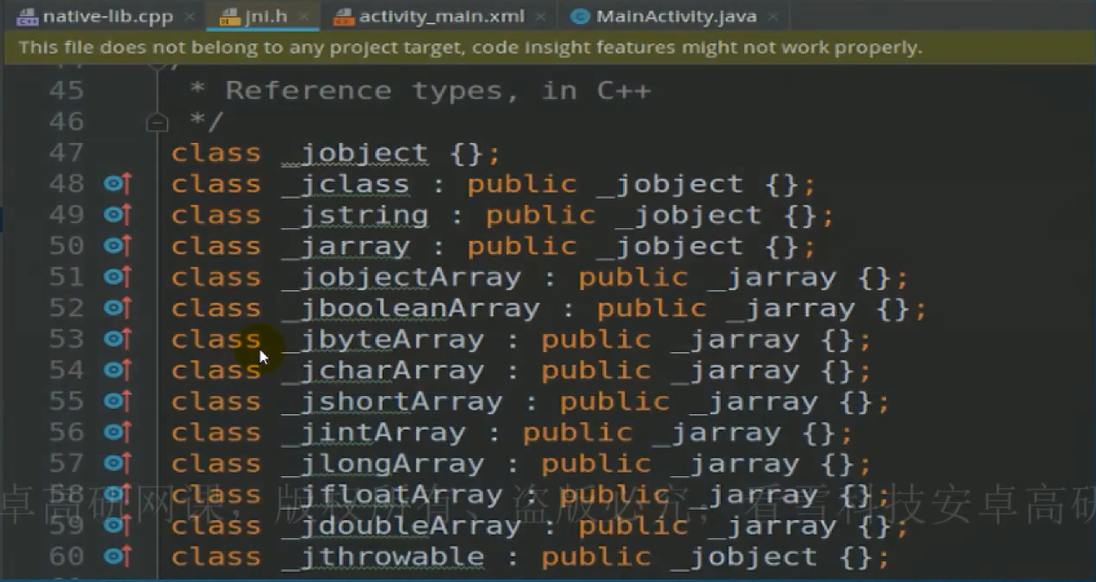 native-lib.cpp × jni.h × activity_main.xml × MainActivity.java ×
This file does not belong to any project target, code insight features might not work properly.
45 * Reference types, in C++
46 */
47 class _jobject {};
48 class _jclass : public _jobject {};
49 class _jstring : public _jobject {};
50 class _jarray : public _jobject {};
51 class _jobjectArray : public _jarray {};
52 class _jbooleanArray : public _jarray {};
53 class _jbyteArray : public _jarray {};
54 class _jcharArray : public _jarray {};
55 class _jshortArray : public _jarray {};
56 class _jintArray : public _jarray {};
57 class _jlongArray : public _jarray {};
58 class _jfloatArray : public _jarray {};
59 class _jdoubleArray : public _jarray {};
60 class _jthrowable : public _jobject {};
卓高研网课，版权所有、盗版必究；看雪科技安卓高研